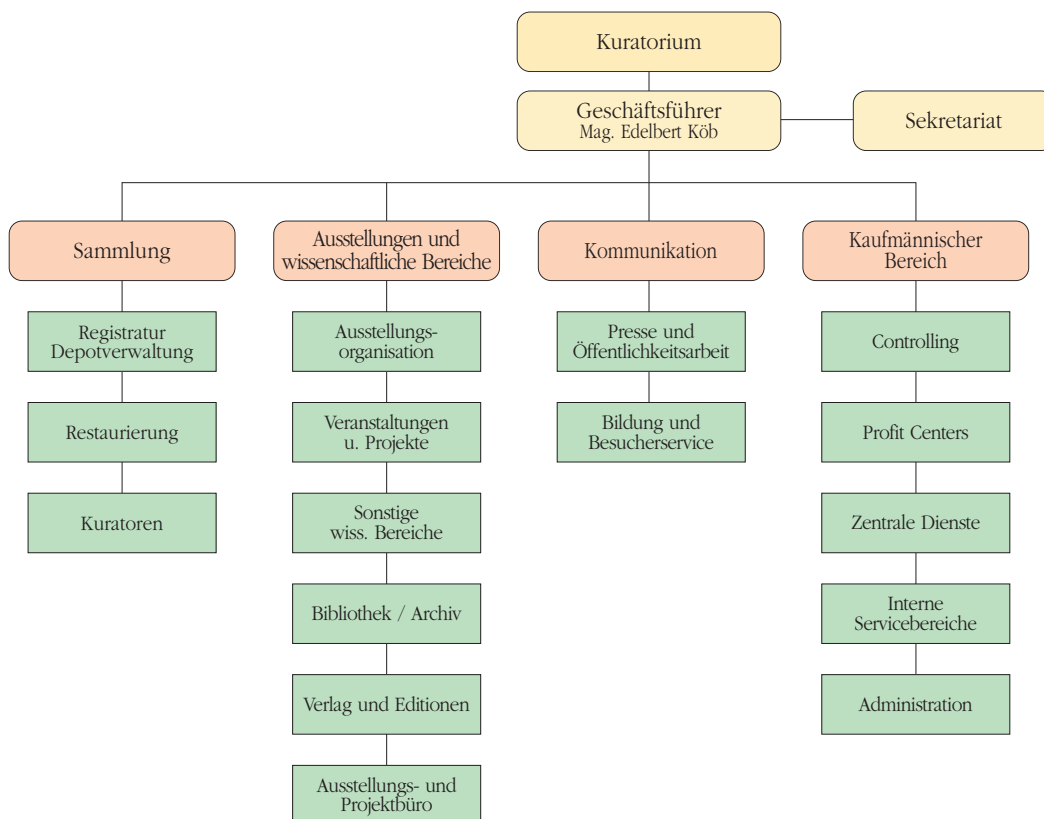 Kuratorium
Geschäftsführer
Mag. Edelbert Köb
Sekretariat
Sammlung
Ausstellungen und
wissenschaftliche Bereiche
Kommunikation
Kaufmännischer
Bereich
Registratur
Depotverwaltung
Restaurierung
Kuratoren
Ausstellungs-
organisation
Veranstaltungen
u. Projekte
Sonstige
wiss. Bereiche
Bibliothek / Archiv
Verlag und Editionen
Ausstellungs- und
Projektbüro
Presse und
Öffentlichkeitsarbeit
Bildung und
Besucherservice
Controlling
Profit Centers
Zentrale Dienste
Interne
Servicebereiche
Administration